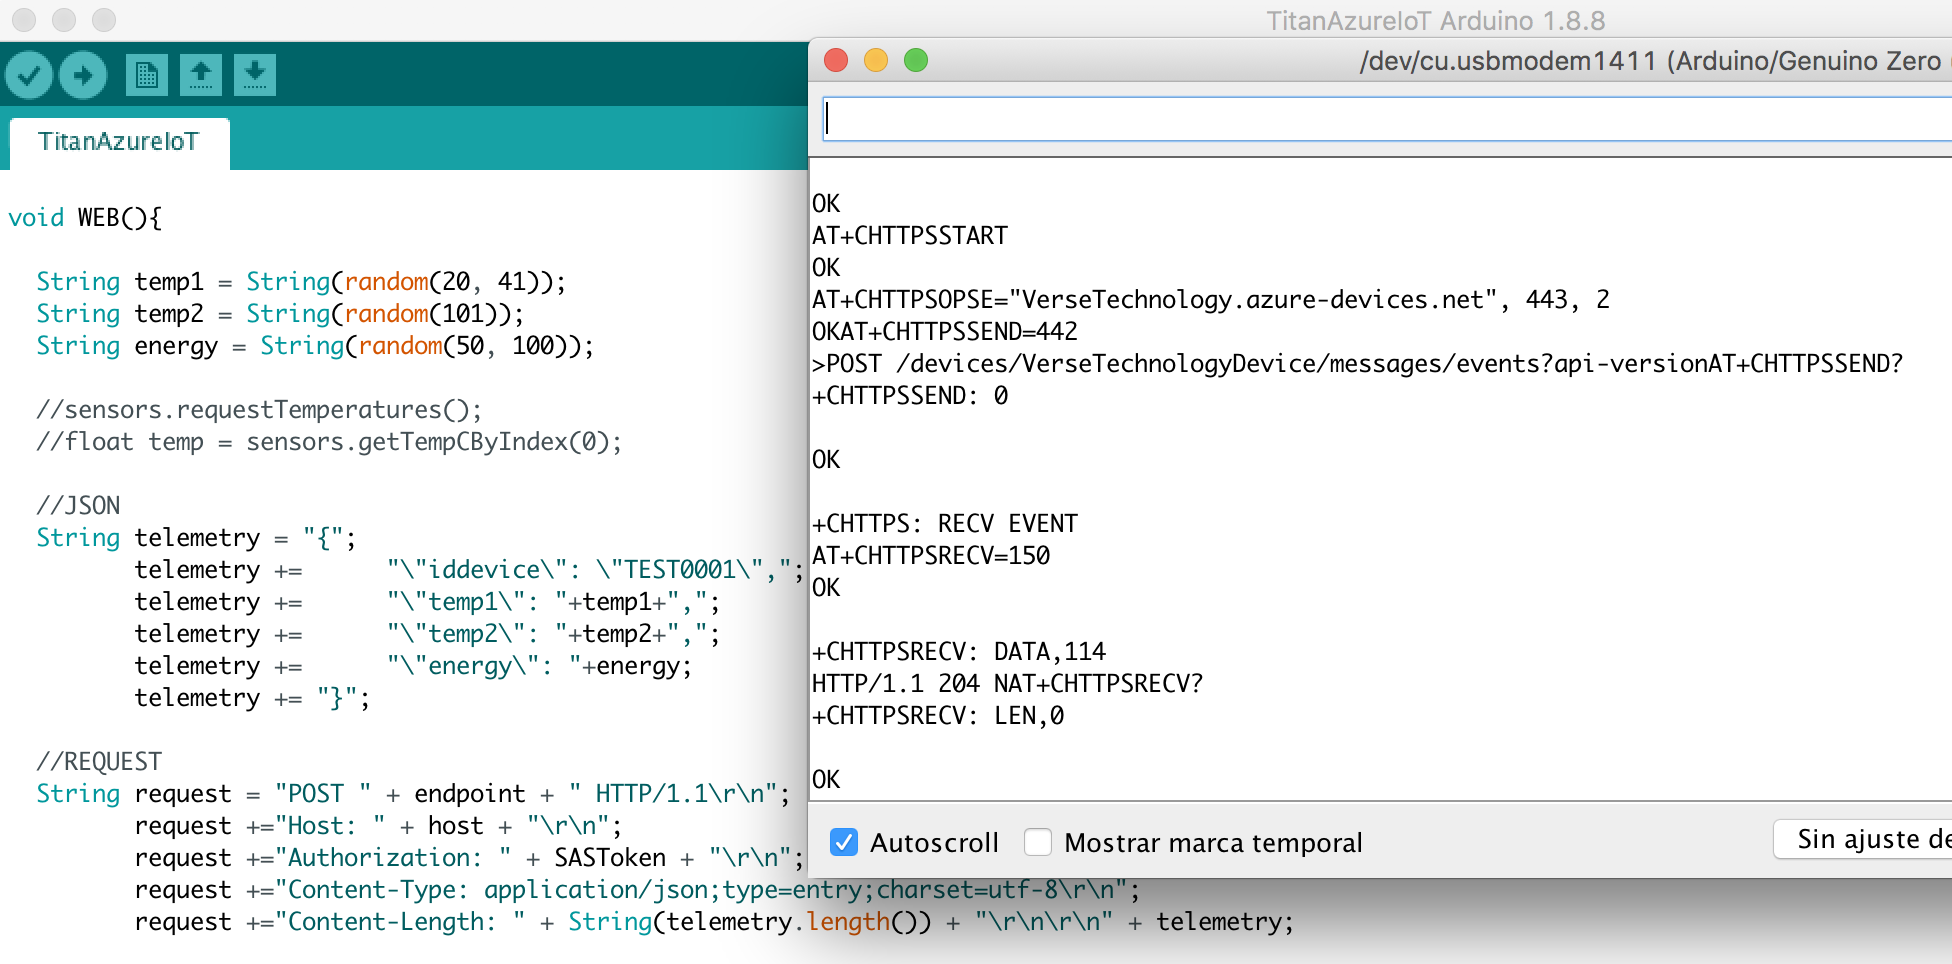 TitanAzureIoT Arduino 1.8.8
TitanAzureIoT
void WEB(){
String temp1 = String(random(20, 41));
String temp2 = String(random(101));
String energy = String(random(50, 100));
//sensors.requestTemperatures();
//float temp = sensors.getTempCByIndex(0);
//JSON
String telemetry = "{";
telemetry += "\"iddevice\": \"TEST0001\",";
telemetry += "\"temp1\": "+temp1+",";
telemetry += "\"temp2\": "+temp2+",";
telemetry += "\"energy\": "+energy;
telemetry += "}";
//REQUEST
String request = "POST " + endpoint + " HTTP/1.1\r\n";
request +="Host: " + host + "\r\n";
request +="Authorization: " + SASToken + "\r\n";
request +="Content-Type: application/json;type=entry;charset=utf-8\r\n";
request +="Content-Length: " + String(telemetry.length()) + "\r\n\r\n" + telemetry;
/dev/cu.usbmodem1411 (Arduino/Genuino Zero
OK
AT+CHTTPSSTART
OK
AT+CHTTPSOPSE="VerseTechnology.azure-devices.net", 443, 2
OKAT+CHTTPSSEND=442
>POST /devices/VerseTechnologyDevice/messages/events?api-versionAT+CHTTPSSEND?
+CHTTPSSEND: 0
OK
+CHTTPS: RECV EVENT
AT+CHTTPSRECV=150
OK
+CHTTPSRECV: DATA,114
HTTP/1.1 204 NAT+CHTTPSRECV?
+CHTTPSRECV: LEN,0
OK
Autoscroll
Mostrar marca temporal
Sin ajuste de